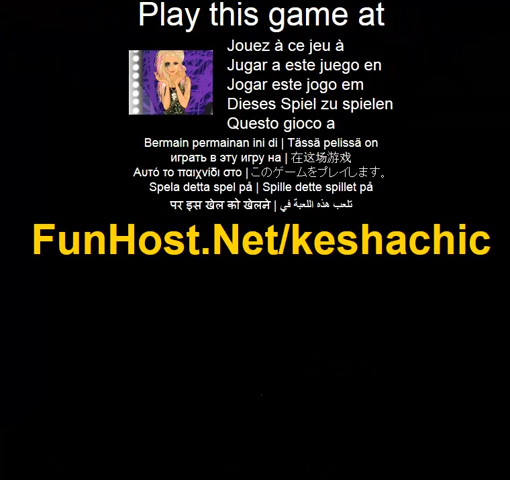 Play this game at
Jouez à ce jeu à
Jugar a este juego en
Jogar este jogo em
Dieses Spiel zu spielen
Questo gioco a
Bermain permainan ini di | Tässä pelissä on
играть в эту игру на | 在这场游戏
Αυτό το παιχνίδι στο | このゲームをプレイします。
Spela detta spel på | Spille dette spillet på
पर इस खेल को खेलने | تلعب هذه اللعبة في
FunHost.Net/keshachic